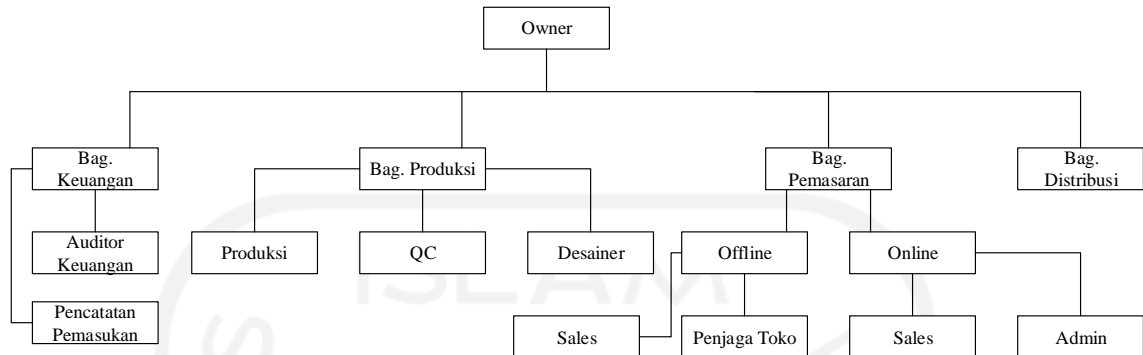 Owner
Bag.
Keuangan
Bag. Produksi
Bag.
Pemasaran
Bag.
Distribusi
Auditor
Keuangan
Produksi
QC
Desainer
Offline
Online
Pencatatan
Pemasukan
Sales
Penjaga Toko
Sales
Admin
ISLAM